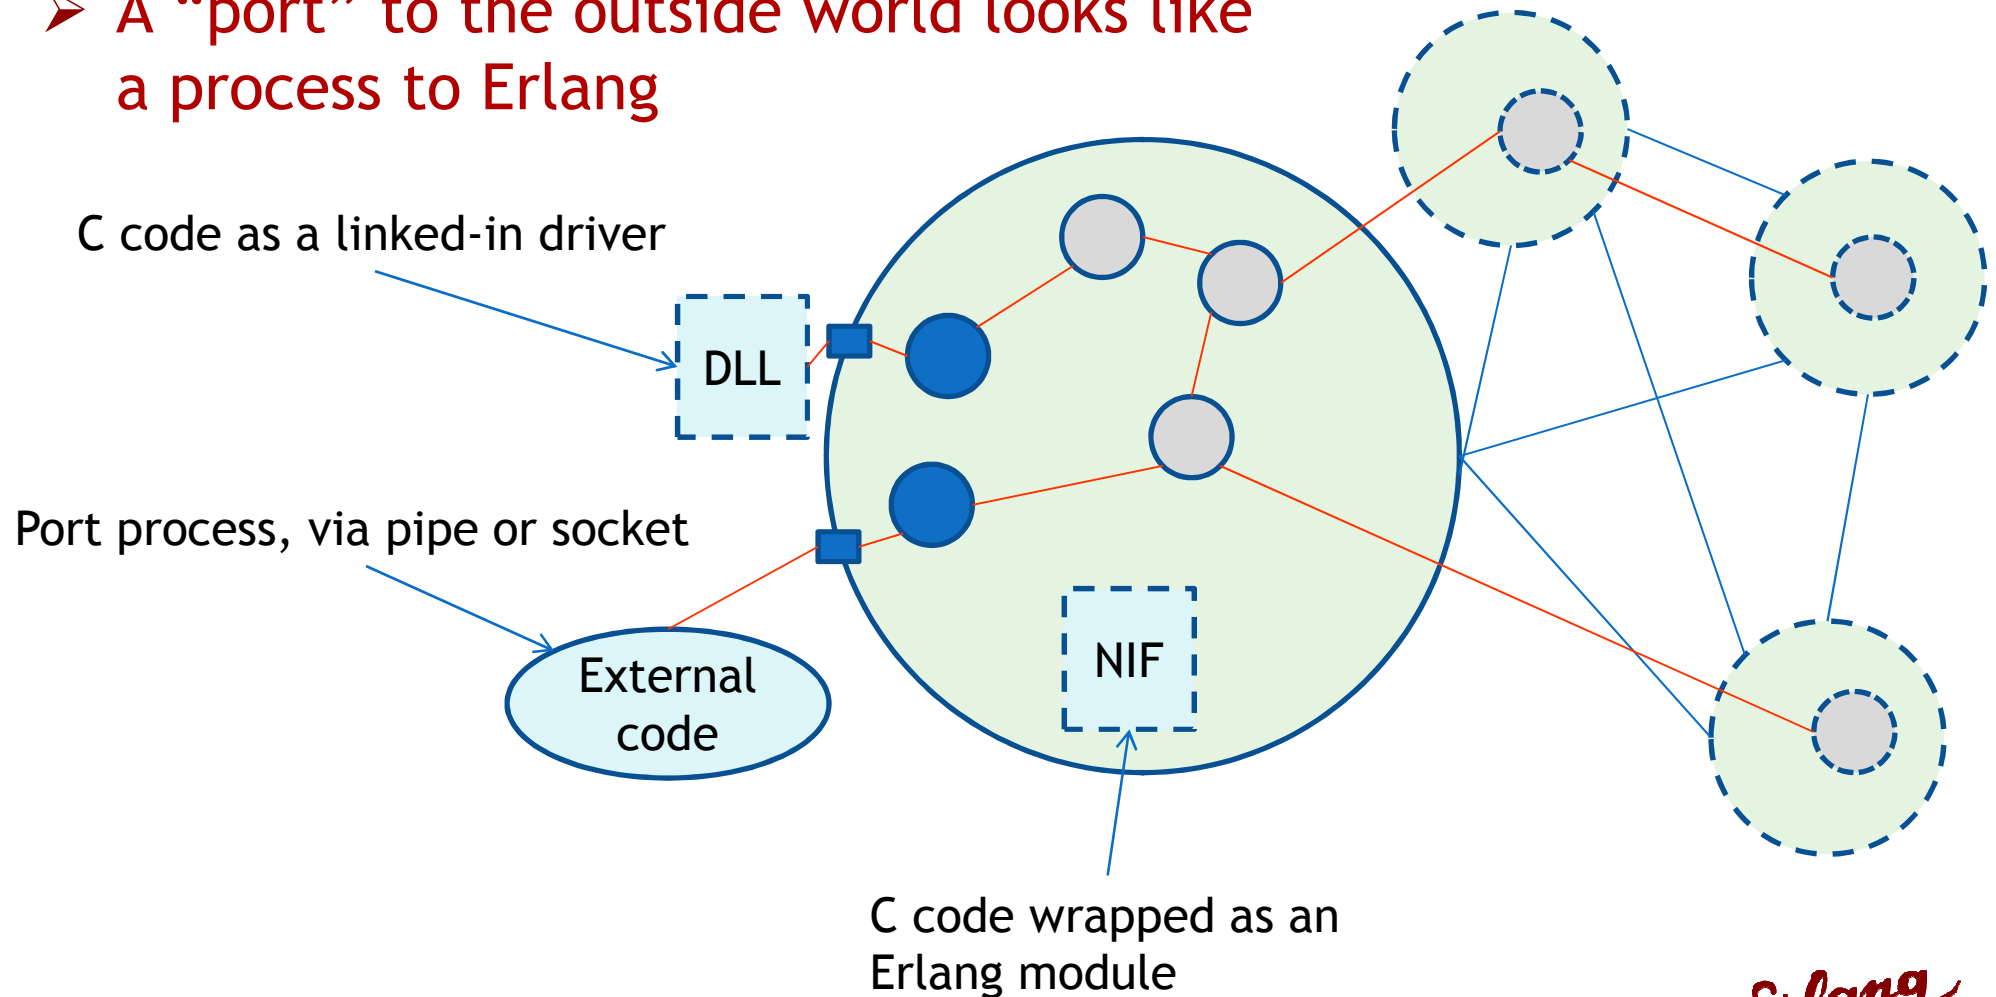 ➢ A “port” to the outside world looks like
a process to Erlang
C code as a linked-in driver
DLL
Port process, via pipe or socket
External
code
NIF
C code wrapped as an
Erlang module
Erlang